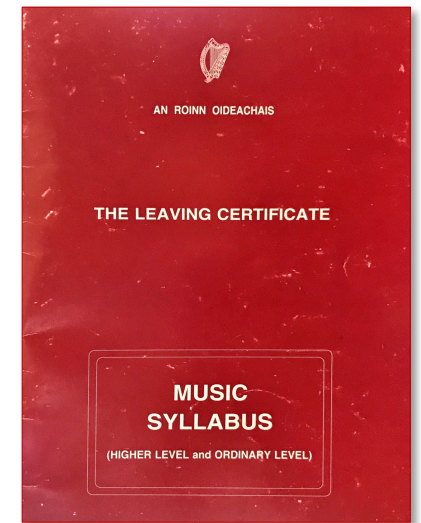 AN ROINN OIDEACHAIS
THE LEAVING CERTIFICATE
MUSIC
SYLLABUS
(HIGHER LEVEL and ORDINARY LEVEL)